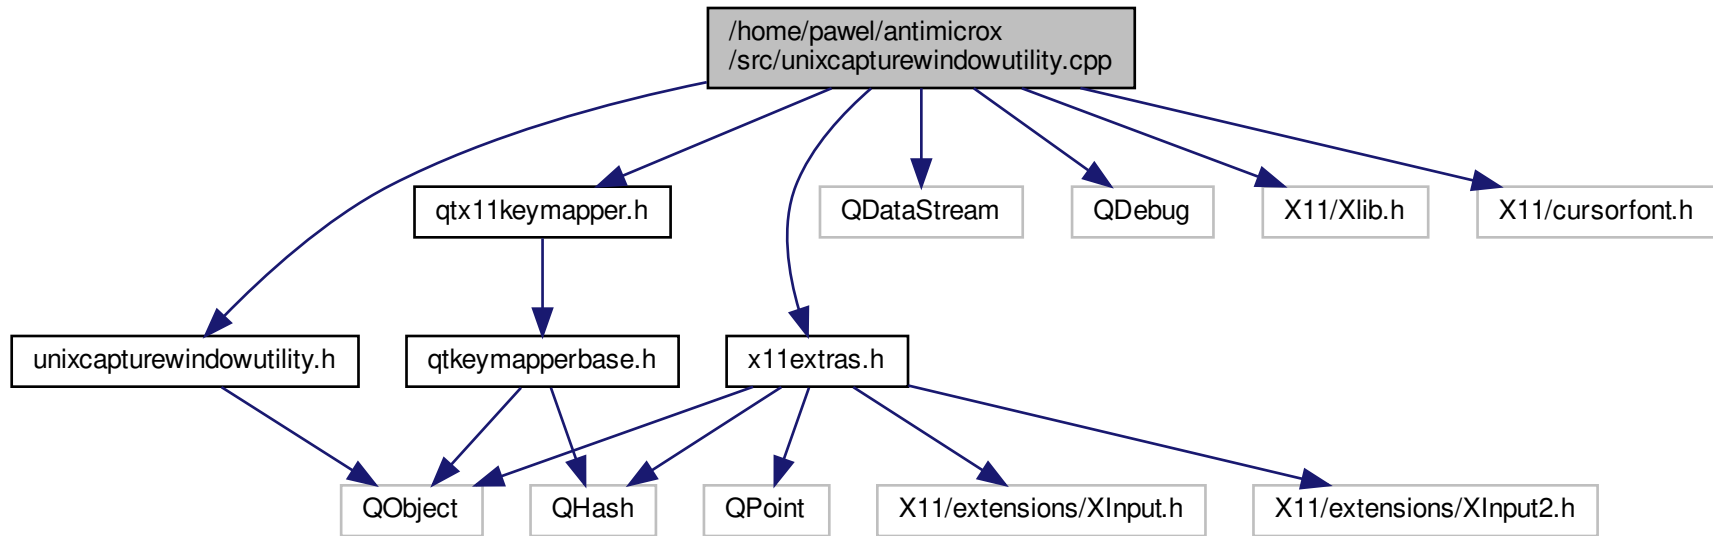 /home/pawel/antimicrox
/src/unixcapturewindowutility.cpp
qtx11keymapper.h
QDataStream
QDebug
X11/Xlib.h
X11/cursorfont.h
unixcapturewindowutility.h
qtkeymapperbase.h
x11extras.h
QObject
QHash
QPoint
X11/extensions/XInput.h
X11/extensions/XInput2.h